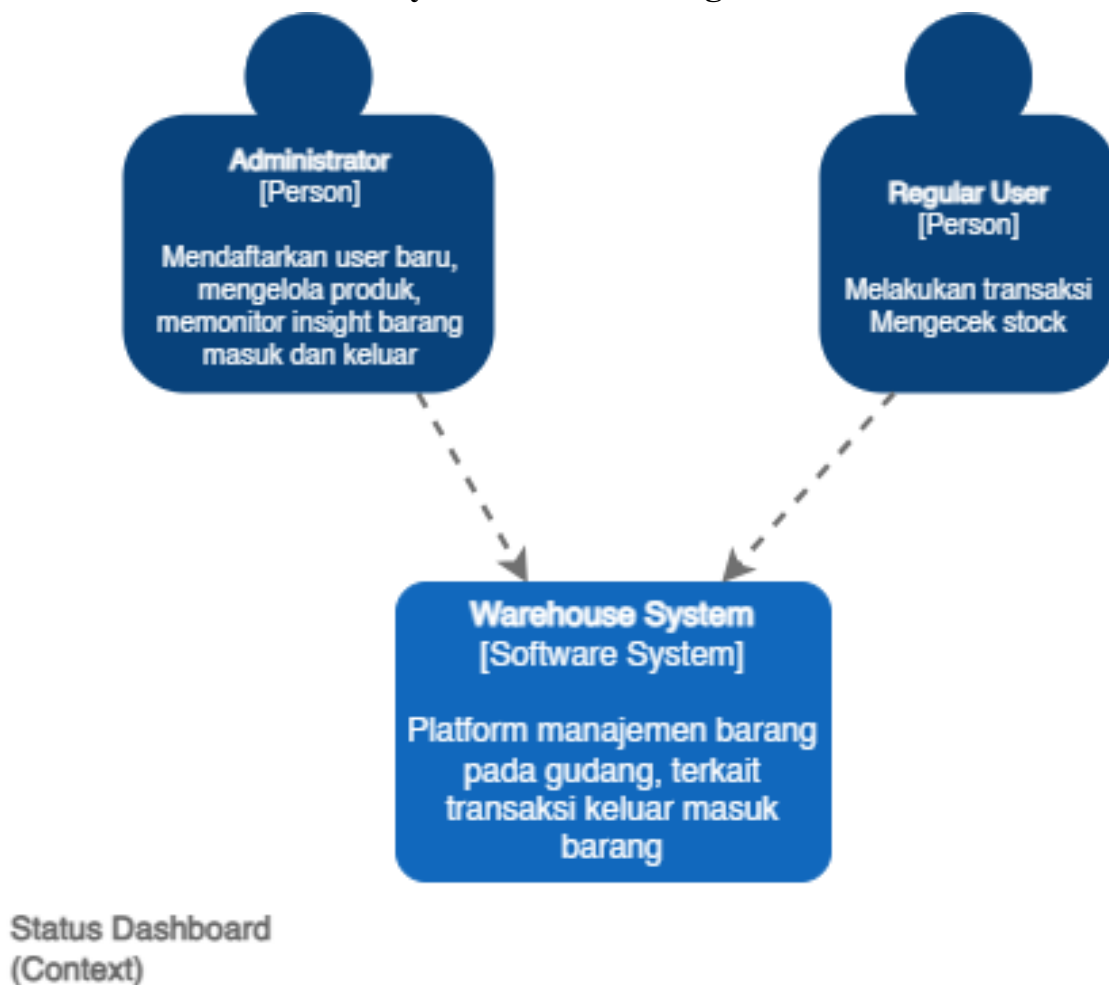 Administrator
[Person]
Mendaftarkan user baru,
mengelola produk,
memonitor insight barang
masuk dan keluar
Regular User
[Person]
Melakukan transaksi
Mengecek stock
Warehouse System
[Software System]
Platform manajemen barang
pada gudang, terkait
transaksi keluar masuk
barang
Status Dashboard
(Context)